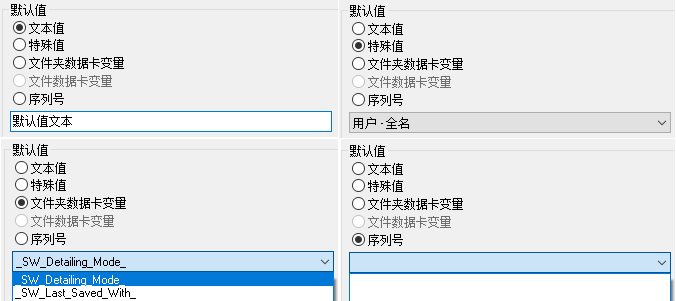 默认值
文本值
特殊值
文件夹数据卡变量
文件数据卡变量
序列号
默认值文本
默认值
文本值
特殊值
文件夹数据卡变量
文件数据卡变量
序列号
用户 - 全名
默认值
文本值
特殊值
文件夹数据卡变量
文件数据卡变量
序列号
_SW_Detailing_Mode_
_SW_Detailing_Mode_
_SW_Last_Saved_With_
默认值
文本值
特殊值
文件夹数据卡变量
文件数据卡变量
序列号